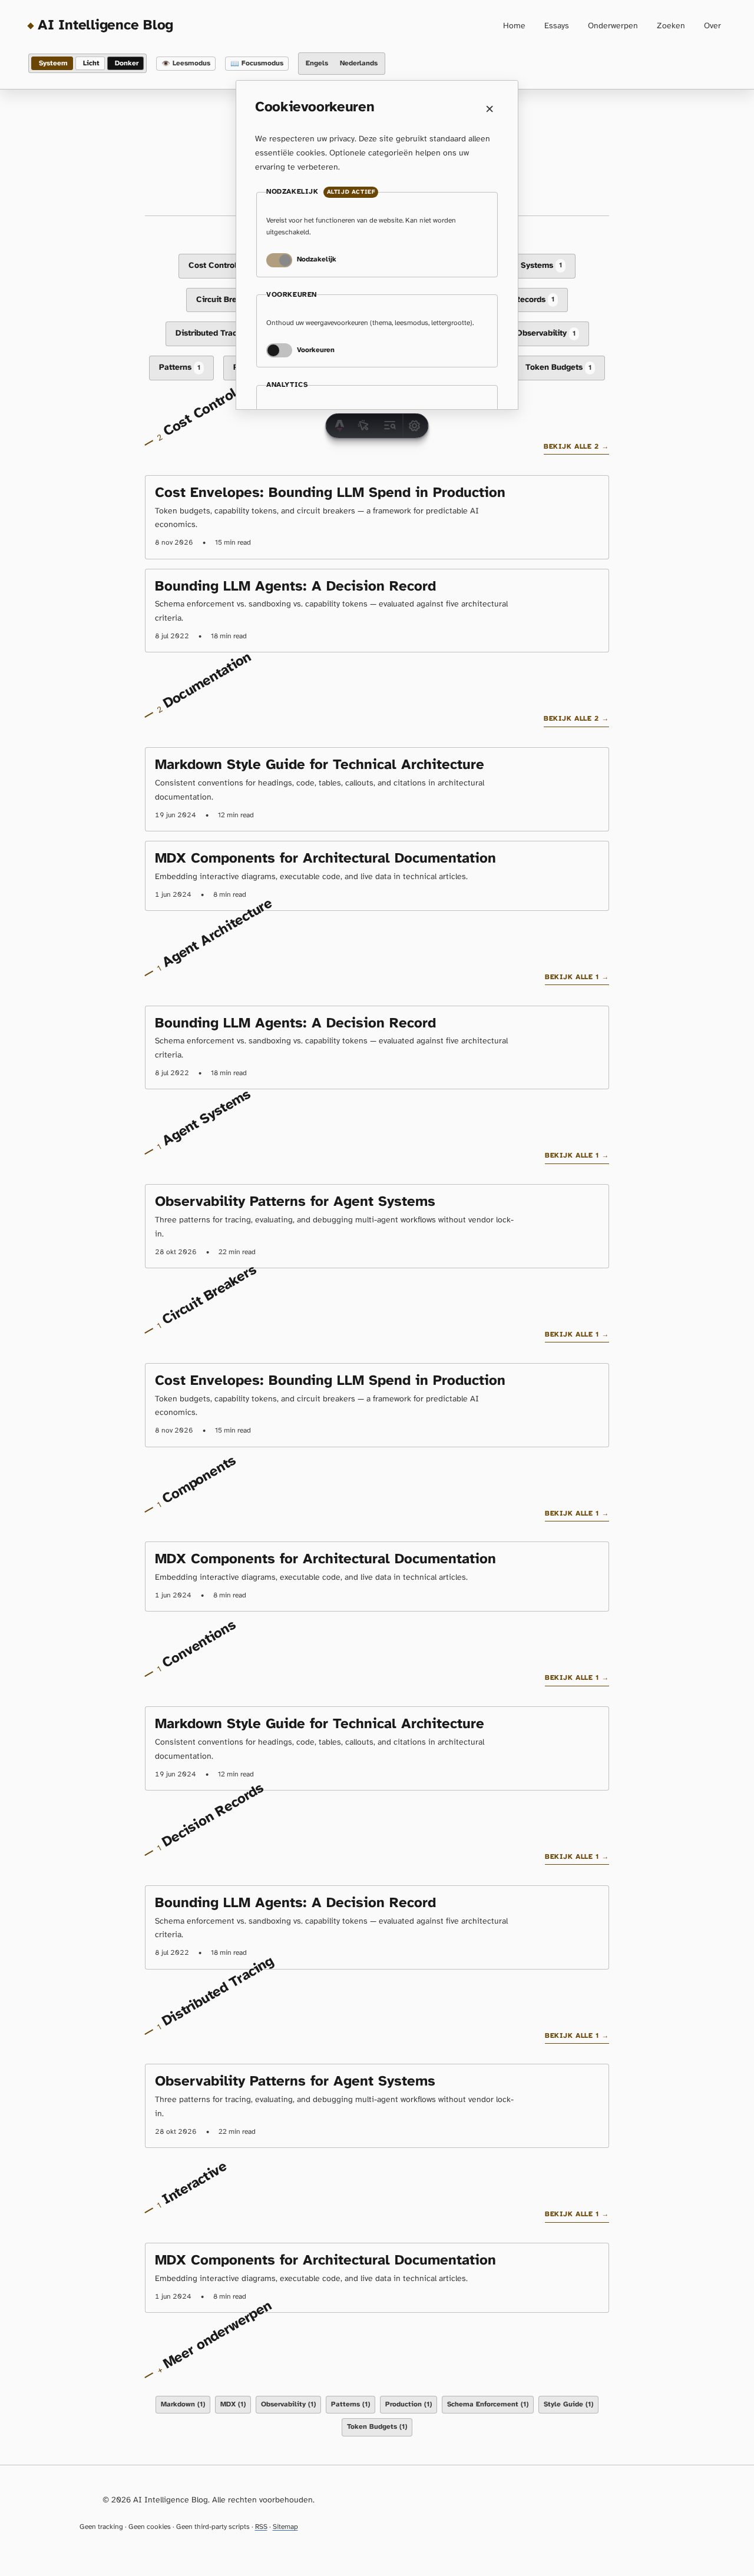 ◆ AI Intelligence Blog
Home Essays Onderwerpen Zoeken Over
Systeem Licht Donker 👁 Leesmodus 📖 Focusmodus Engels Nederlands
Cookievoorkeuren
×
We respecteren uw privacy. Deze site gebruikt standaard alleen
essentiële cookies. Optionele categorieën helpen ons uw
ervaring te verbeteren.
NODZAKELIJK ALTIJD ACTIEF
Vereist voor het functioneren van de website. Kan niet worden
uitgeschakeld.
Nodzakelijk
VOORKEUREN
Onthoud uw weergavevoorkeuren (thema, leesmodus, lettergrootte).
Voorkeuren
ANALYTICS
Cost Control
Systems 1
Circuit Bre
Records 1
Distributed Trac
Observability 1
Patterns 1
Token Budgets 1
2 Cost Control
BEKIJK ALLE 2 →
Cost Envelopes: Bounding LLM Spend in Production
Token budgets, capability tokens, and circuit breakers — a framework for predictable AI
economics.
8 nov 2026 • 15 min read
Bounding LLM Agents: A Decision Record
Schema enforcement vs. sandboxing vs. capability tokens — evaluated against five architectural
criteria.
8 jul 2022 • 18 min read
2 Documentation
BEKIJK ALLE 2 →
Markdown Style Guide for Technical Architecture
Consistent conventions for headings, code, tables, callouts, and citations in architectural
documentation.
19 jun 2024 • 12 min read
MDX Components for Architectural Documentation
Embedding interactive diagrams, executable code, and live data in technical articles.
1 jun 2024 • 8 min read
1 Agent Architecture
BEKIJK ALLE 1 →
Bounding LLM Agents: A Decision Record
Schema enforcement vs. sandboxing vs. capability tokens — evaluated against five architectural
criteria.
8 jul 2022 • 18 min read
1 Agent Systems
BEKIJK ALLE 1 →
Observability Patterns for Agent Systems
Three patterns for tracing, evaluating, and debugging multi-agent workflows without vendor lock-
in.
28 okt 2026 • 22 min read
1 Circuit Breakers
BEKIJK ALLE 1 →
Cost Envelopes: Bounding LLM Spend in Production
Token budgets, capability tokens, and circuit breakers — a framework for predictable AI
economics.
8 nov 2026 • 15 min read
1 Components
BEKIJK ALLE 1 →
MDX Components for Architectural Documentation
Embedding interactive diagrams, executable code, and live data in technical articles.
1 jun 2024 • 8 min read
1 Conventions
BEKIJK ALLE 1 →
Markdown Style Guide for Technical Architecture
Consistent conventions for headings, code, tables, callouts, and citations in architectural
documentation.
19 jun 2024 • 12 min read
1 Decision Records
BEKIJK ALLE 1 →
Bounding LLM Agents: A Decision Record
Schema enforcement vs. sandboxing vs. capability tokens — evaluated against five architectural
criteria.
8 jul 2022 • 18 min read
1 Distributed Tracing
BEKIJK ALLE 1 →
Observability Patterns for Agent Systems
Three patterns for tracing, evaluating, and debugging multi-agent workflows without vendor lock-
in.
28 okt 2026 • 22 min read
1 Interactive
BEKIJK ALLE 1 →
MDX Components for Architectural Documentation
Embedding interactive diagrams, executable code, and live data in technical articles.
1 jun 2024 • 8 min read
+ Meer onderwerpen
Markdown (1) MDX (1) Observability (1) Patterns (1) Production (1) Schema Enforcement (1) Style Guide (1)
Token Budgets (1)
© 2026 AI Intelligence Blog. Alle rechten voorbehouden.
Geen tracking · Geen cookies · Geen third-party scripts · RSS · Sitemap